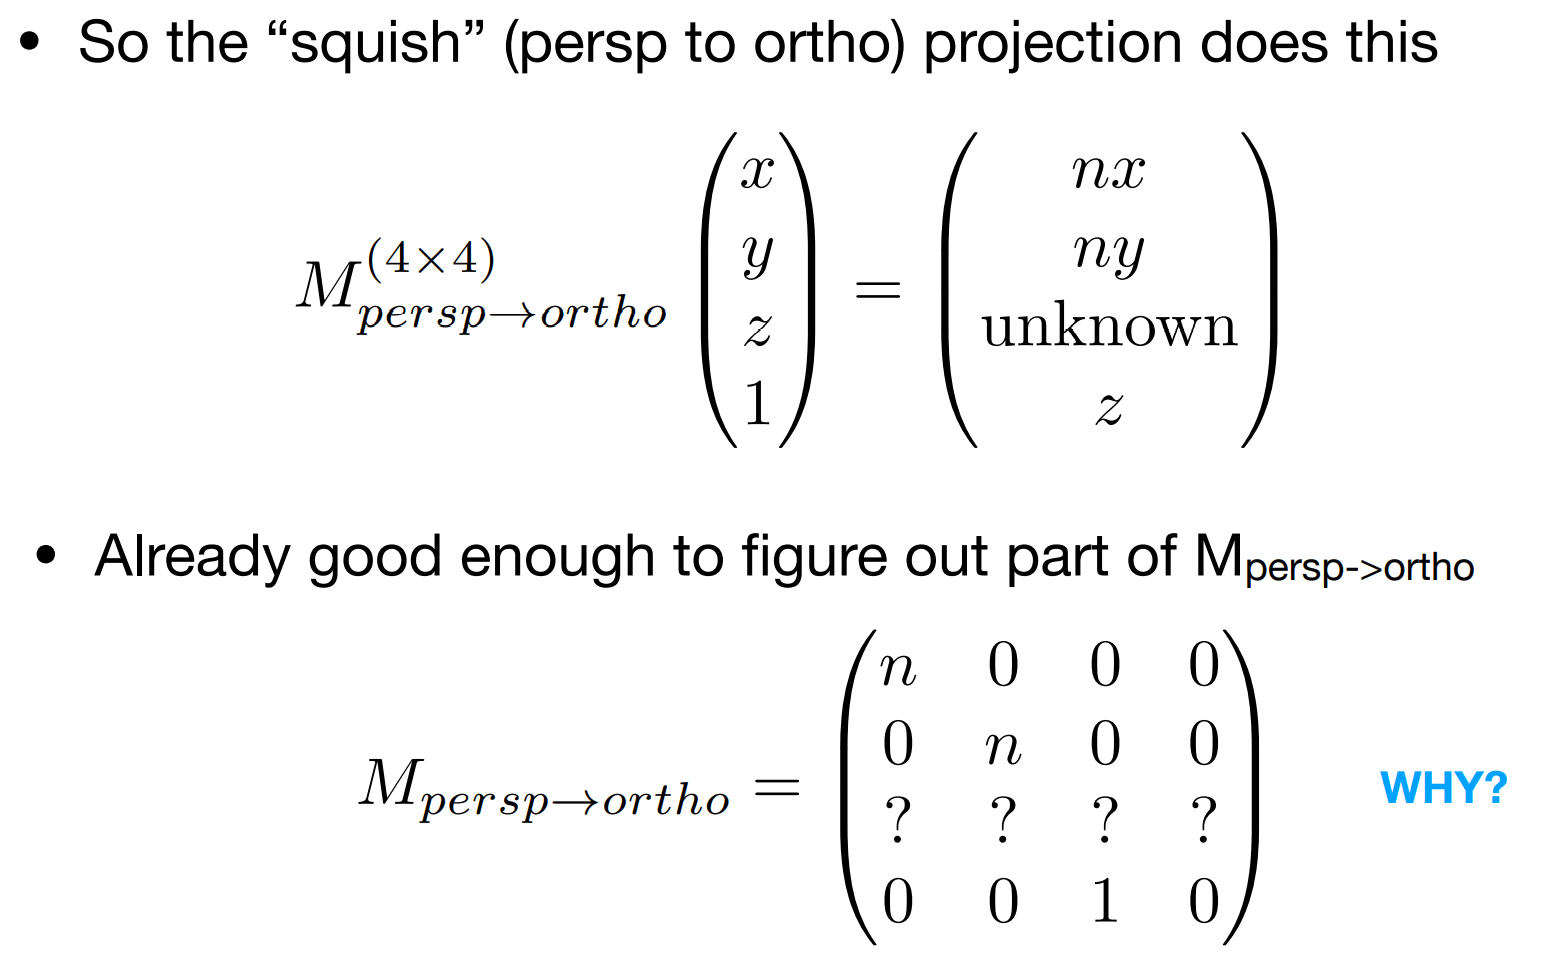 • So the “squish” (persp to ortho) projection does this
$M_{persp \to ortho}^{(4 \times 4)} \begin{pmatrix} x \\ y \\ z \\ 1 \end{pmatrix} = \begin{pmatrix} nx \\ ny \\ \text{unknown} \\ z \end{pmatrix}$
• Already good enough to figure out part of M_{persp->ortho}
$M_{persp \to ortho} = \begin{pmatrix} n & 0 & 0 & 0 \\ 0 & n & 0 & 0 \\ ? & ? & ? & ? \\ 0 & 0 & 1 & 0 \end{pmatrix}$ WHY?